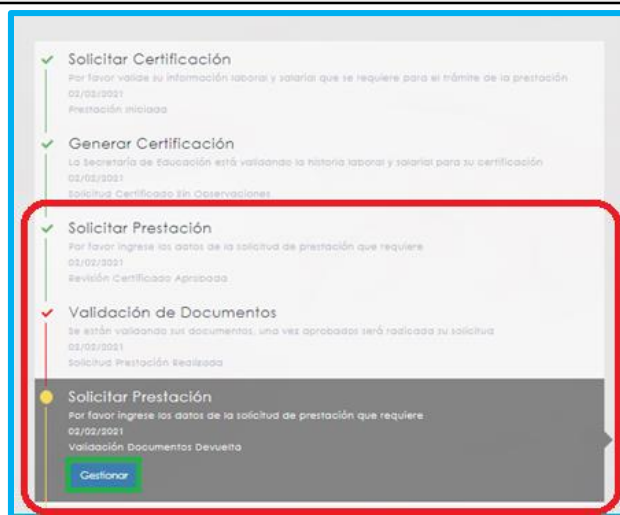 Solicitar Certificación
Por favor valide su información laboral y salarial que se requiere para el trámite de la prestación
02/02/2021
Prestación Iniciada
Generar Certificación
La Secretaría de Educación está validando la historia laboral y salarial para su certificación
02/02/2021
Solicitud Certificado Sin Observaciones
Solicitar Prestación
Por favor ingrese los datos de la solicitud de prestación que requiere
02/02/2021
Revisión Certificado Aprobada
Validación de Documentos
Se están validando sus documentos, una vez aprobados será radicada su solicitud
02/02/2021
Solicitud Prestación Realizada
Solicitar Prestación
Por favor ingrese los datos de la solicitud de prestación que requiere
02/02/2021
Validación Documentos Devuelta
Gestionar